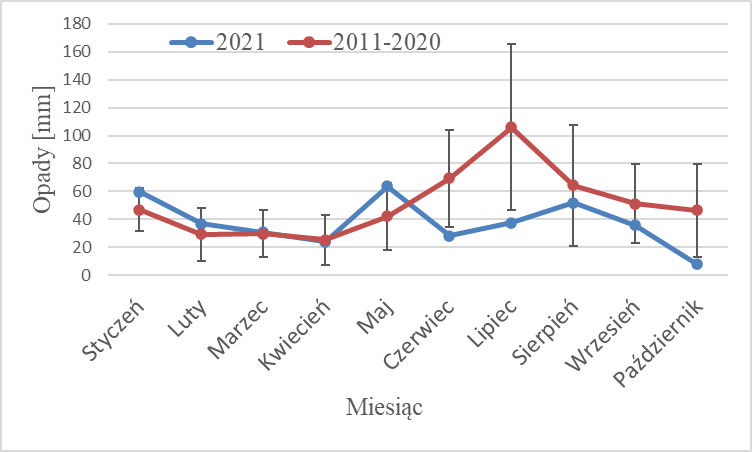 180
160
140
120
100
80
60
40
20
0
Opady [mm]
2021 2011-2020
Styczeń
Luty
Marzec
Kwiecień
Maj
Czerwiec
Lipiec
Sierpień
Wrzesień
Październik
Miesiąc